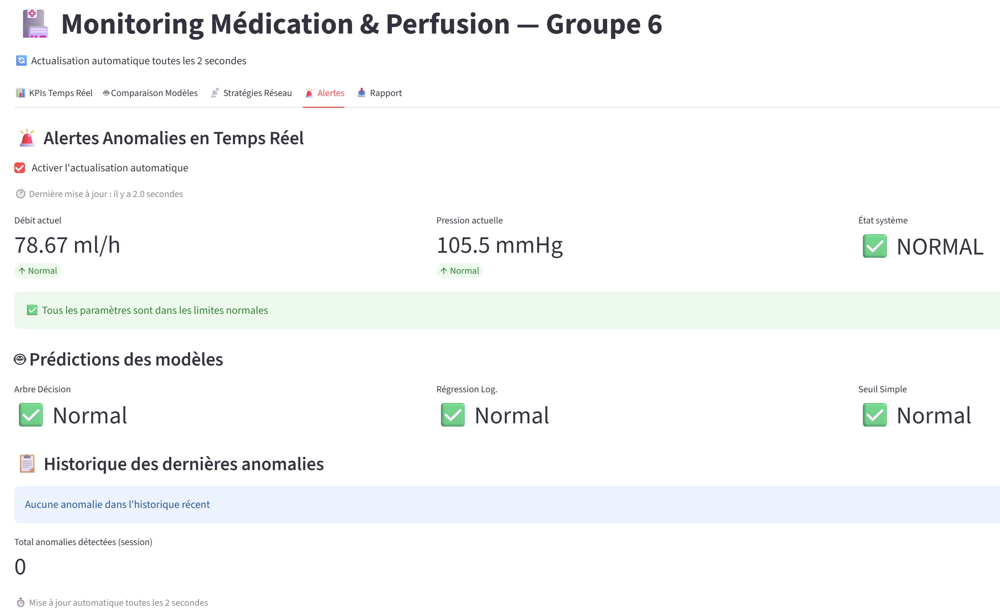 Monitoring Médication & Perfusion — Groupe 6
Actualisation automatique toutes les 2 secondes
KPIs Temps Réel Comparaison Modèles Stratégies Réseau Alertes Rapport
Alertes Anomalies en Temps Réel
Activer l'actualisation automatique
Dernière mise à jour : il y a 2.0 secondes
Débit actuel Pression actuelle État système
78.67 ml/h 105.5 mmHg NORMAL
↑ Normal ↑ Normal
Tous les paramètres sont dans les limites normales
Prédictions des modèles
Arbre Décision Régression Log. Seuil Simple
Normal Normal Normal
Historique des dernières anomalies
Aucune anomalie dans l'historique récent
Total anomalies détectées (session)
0
Mise à jour automatique toutes les 2 secondes